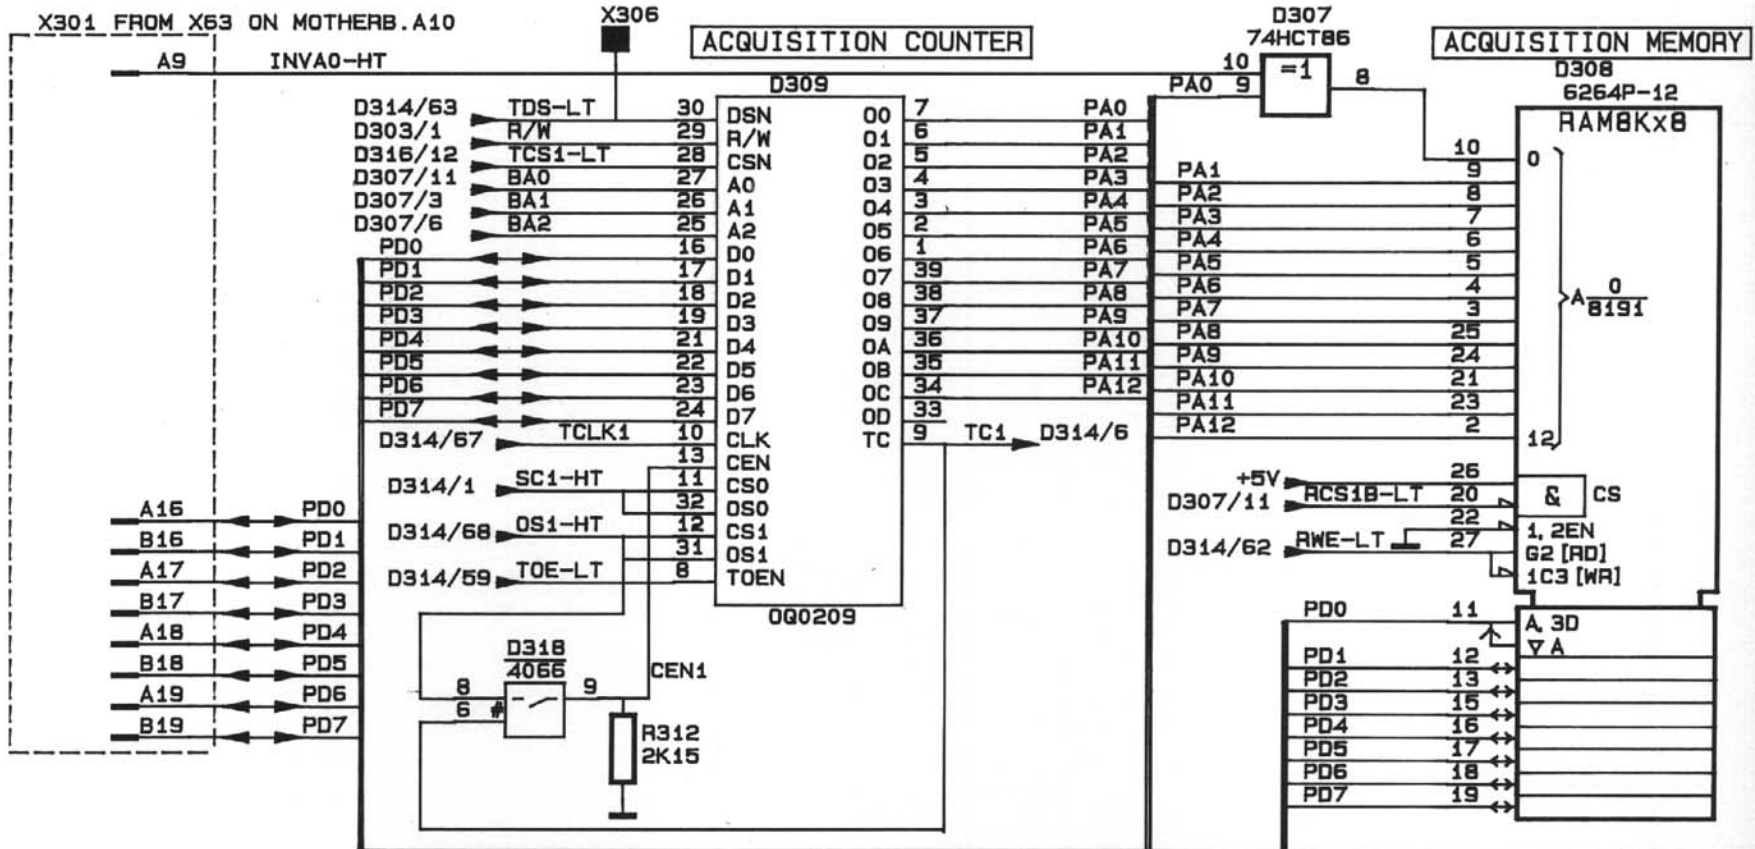 X301 FROM X63 ON MOTHERB.A10
X306
ACQUISITION COUNTER
D307
74HCT86
ACQUISITION MEMORY
A9 INVA0-HT
10 =1 8
PA0 9
D309
D308
6264P-12
RAM8Kx8
D314/63 TDS-LT 30 DSN O0 7 PA0
D303/1 R/W 29 R/W O1 6 PA1
D316/12 TCS1-LT 28 CSN O2 5 PA2
D307/11 BA0 27 A0 O3 4 PA3
D307/3 BA1 26 A1 O4 3 PA4
D307/6 BA2 25 A2 O5 2 PA5
PD0 16 D0 O6 1 PA6
PD1 17 D1 O7 39 PA7
PD2 18 D2 O8 38 PA8
PD3 19 D3 O9 37 PA9
PD4 21 D4 OA 36 PA10
PD5 22 D5 OB 35 PA11
PD6 23 D6 OC 34 PA12
PD7 24 D7 OD 33
D314/67 TCLK1 10 CLK TC 9 TC1 D314/6
13 CEN
D314/1 SC1-HT 11 CS0
32 OS0
D314/68 OS1-HT 12 CS1
31 OS1
D314/59 TOE-LT 8 TOEN
OQ0209
10 0
PA1 9
PA2 8
PA3 7
PA4 6
PA5 5
PA6 4
PA7 3
PA8 25
PA9 24
PA10 21
PA11 23
PA12 2 12
A 0
8191
+5V 26
D307/11 RCS1B-LT 20 & CS
22 1, 2EN
D314/62 RWE-LT 27 G2 [RD]
1C3 [WR]
A16 PD0
B16 PD1
A17 PD2
B17 PD3
A18 PD4
B18 PD5
A19 PD6
B19 PD7
D318
4066
CEN1
8 9
6 #
R312
2K15
PD0 11 A, 3D
▽ A
PD1 12
PD2 13
PD3 15
PD4 16
PD5 17
PD6 18
PD7 19